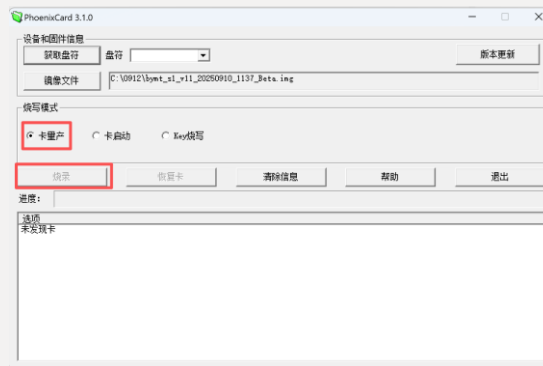 PhoenixCard 3.1.0
设备和固件信息
获取盘符 盘符 版本更新
镜像文件 C:\0912\bymt_s1_v11_20250910_1137_Beta.img
烧写模式
卡量产 卡启动 Key烧写
烧录 恢复卡 清除信息 帮助 退出
进度:
选项
未发现卡